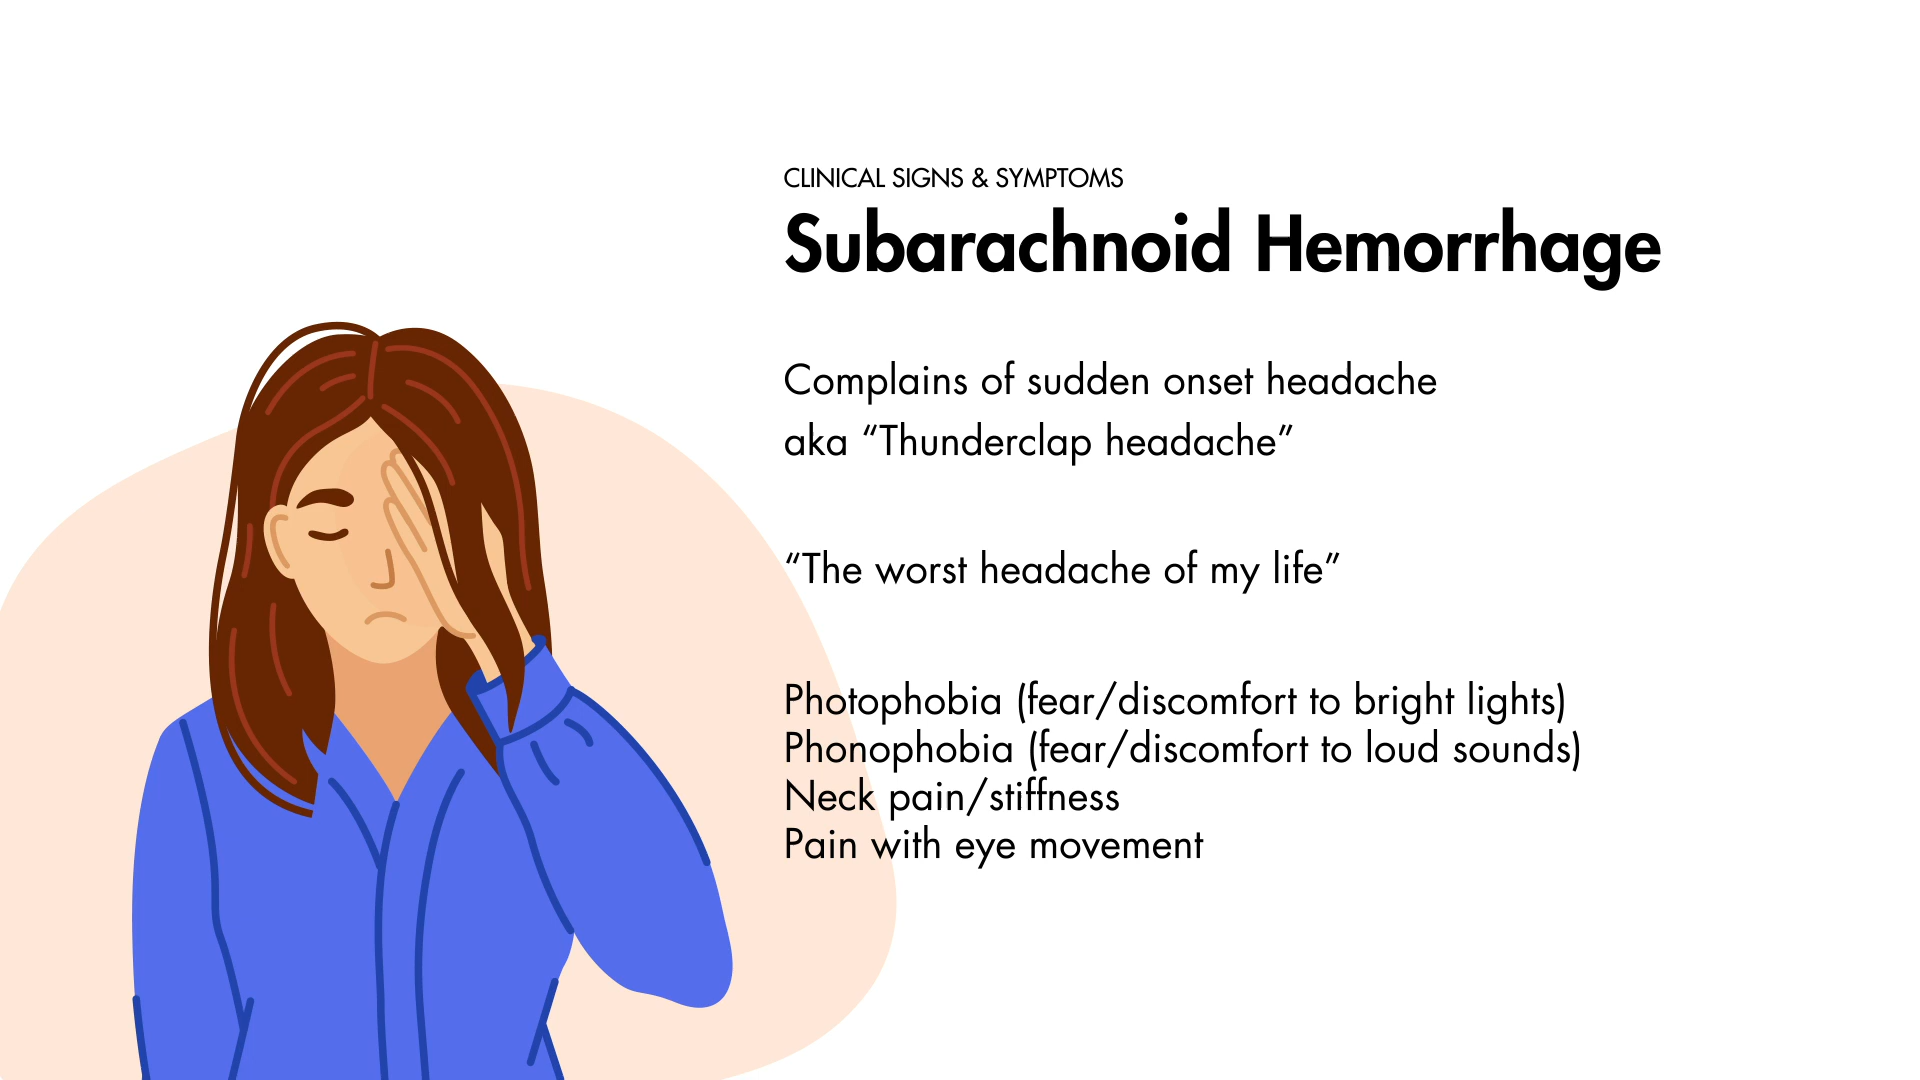 CLINICAL SIGNS & SYMPTOMS
Subarachnoid Hemorrhage
Complains of sudden onset headache
aka “Thunderclap headache”
“The worst headache of my life”
Photophobia (fear/discomfort to bright lights)
Phonophobia (fear/discomfort to loud sounds)
Neck pain/stiffness
Pain with eye movement